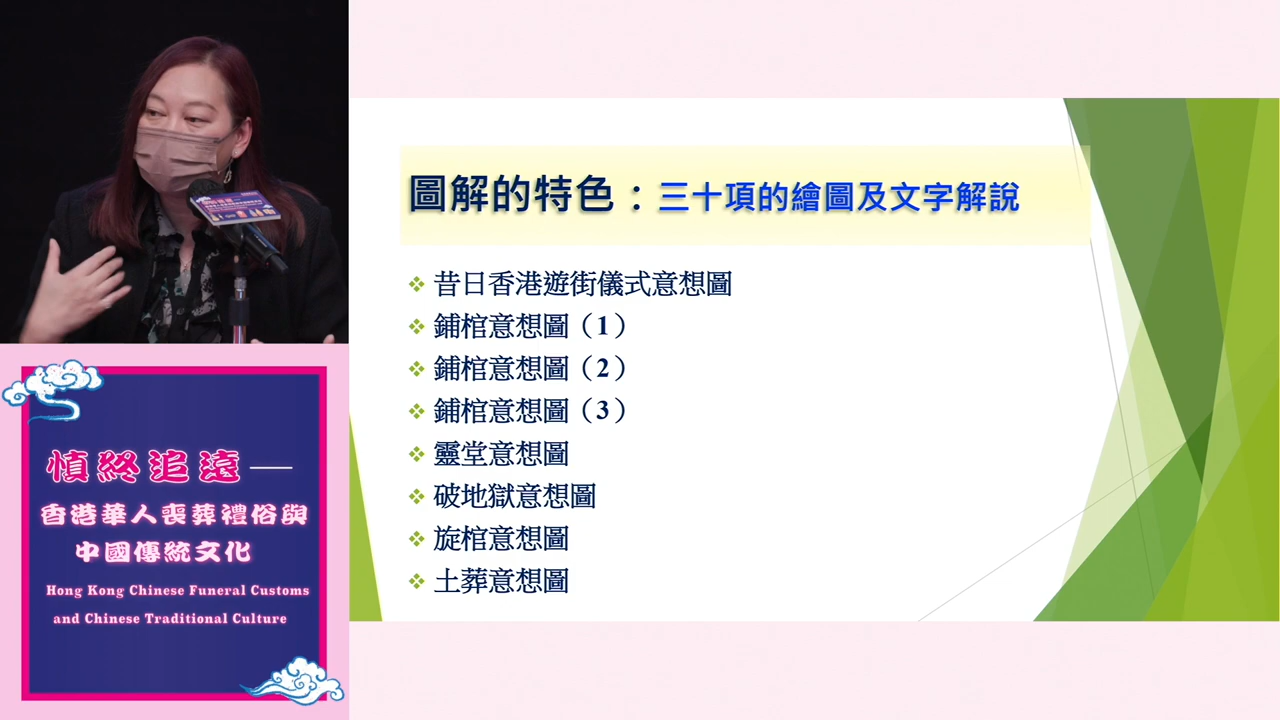 圖解的特色：三十項的繪圖及文字解說
昔日香港遊街儀式意想圖
鋪棺意想圖（1）
鋪棺意想圖（2）
鋪棺意想圖（3）
靈堂意想圖
破地獄意想圖
旋棺意想圖
土葬意想圖
慎終追遠—
香港華人喪葬禮俗與
中國傳統文化
Hong Kong Chinese Funeral Customs
and Chinese Traditional Culture